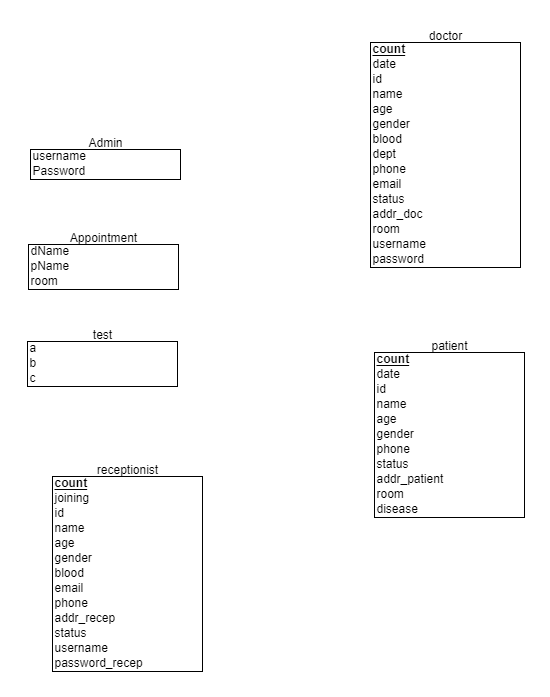 Admin
username
Password
Appointment
dName
pName
room
test
a
b
c
receptionist
count
joining
id
name
age
gender
blood
email
phone
addr_recep
status
username
password_recep
doctor
count
date
id
name
age
gender
blood
dept
phone
email
status
addr_doc
room
username
password
patient
count
date
id
name
age
gender
phone
status
addr_patient
room
disease